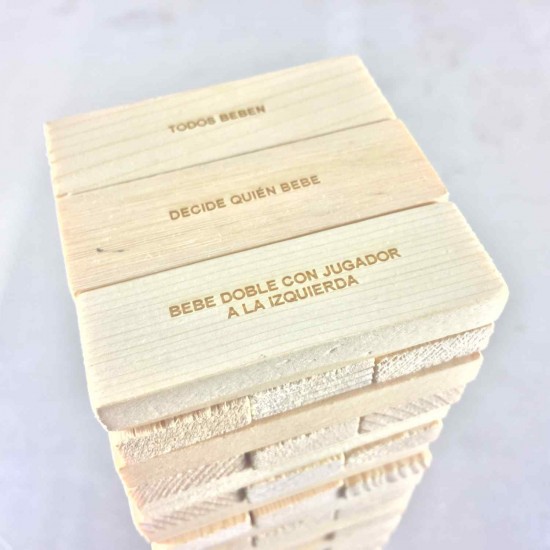 TODOS BEBEN
DECIDE QUIÉN BEBE
BEBE DOBLE CON JUGADOR
A LA IZQUIERDA